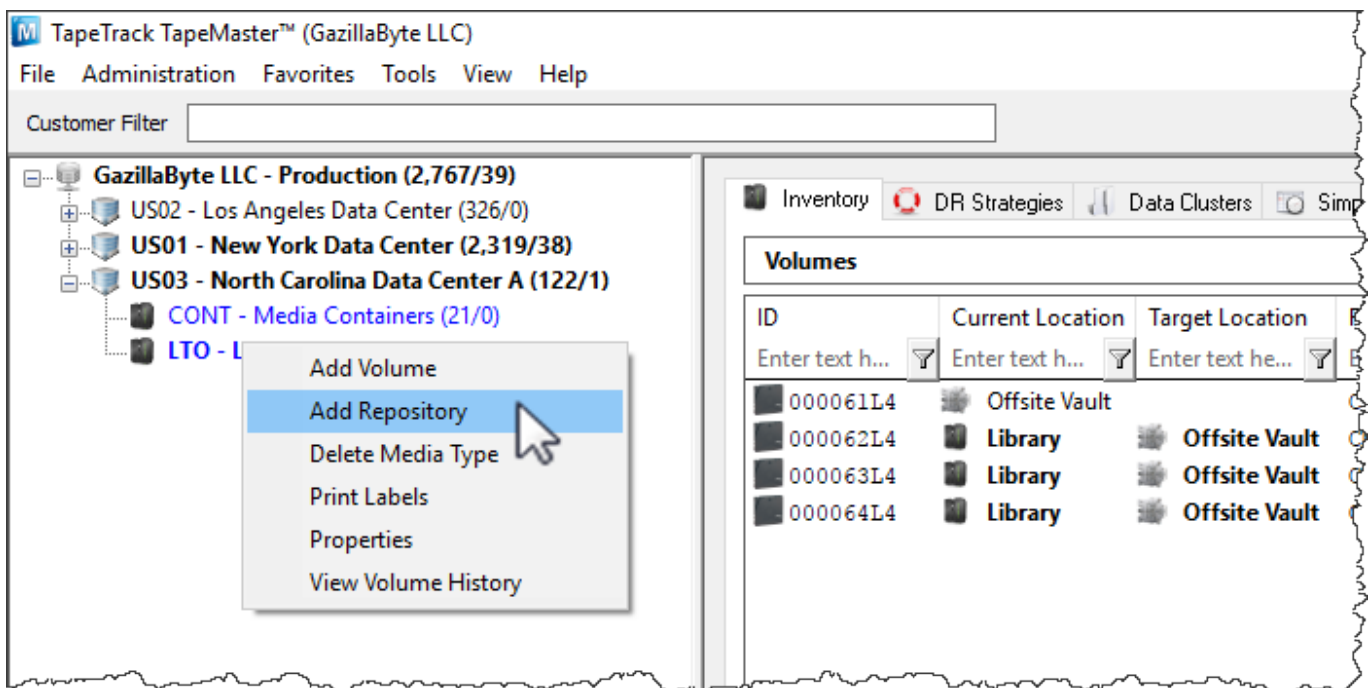 TapeTrack TapeMaster™ (GazillaByte LLC)
File Administration Favorites Tools View Help
Customer Filter
GazillaByte LLC - Production (2,767/39)
US02 - Los Angeles Data Center (326/0)
US01 - New York Data Center (2,319/38)
US03 - North Carolina Data Center A (122/1)
CONT - Media Containers (21/0)
LTO - L
Add Volume
Add Repository
Delete Media Type
Print Labels
Properties
View Volume History
Inventory DR Strategies Data Clusters
Volumes
ID Current Location Target Location
Enter text h... Enter text h... Enter text he...
000061L4 Offsite Vault
000062L4 Library Offsite Vault
000063L4 Library Offsite Vault
000064L4 Library Offsite Vault